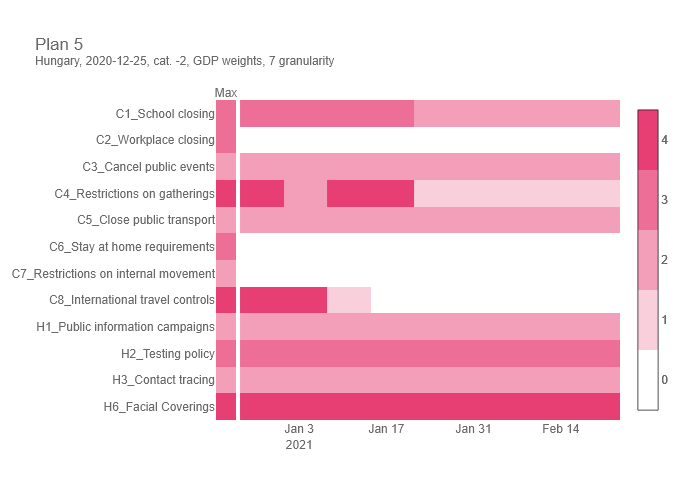 Plan 5
Hungary, 2020-12-25, cat. -2, GDP weights, 7 granularity
Max
C1_School closing
C2_Workplace closing
C3_Cancel public events
C4_Restrictions on gatherings
C5_Close public transport
C6_Stay at home requirements
C7_Restrictions on internal movement
C8_International travel controls
H1_Public information campaigns
H2_Testing policy
H3_Contact tracing
H6_Facial Coverings
Jan 3
2021
Jan 17
Jan 31
Feb 14
4
3
2
1
0